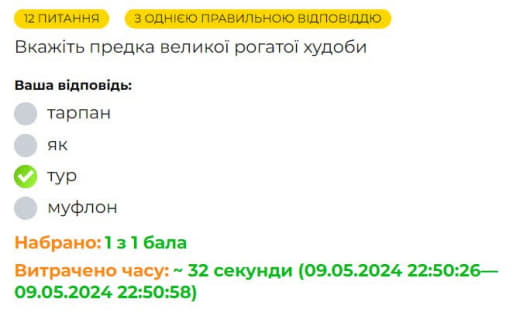 12 ПИТАННЯ
З ОДНІЄЮ ПРАВИЛЬНОЮ ВІДПОВІДДЮ
Вкажіть предка великої рогатої худоби
Ваша відповідь:
тарпан
як
тур
муфлон
Набрано: 1 з 1 бала
Витрачено часу: ~ 32 секунди (09.05.2024 22:50:26—
09.05.2024 22:50:58)